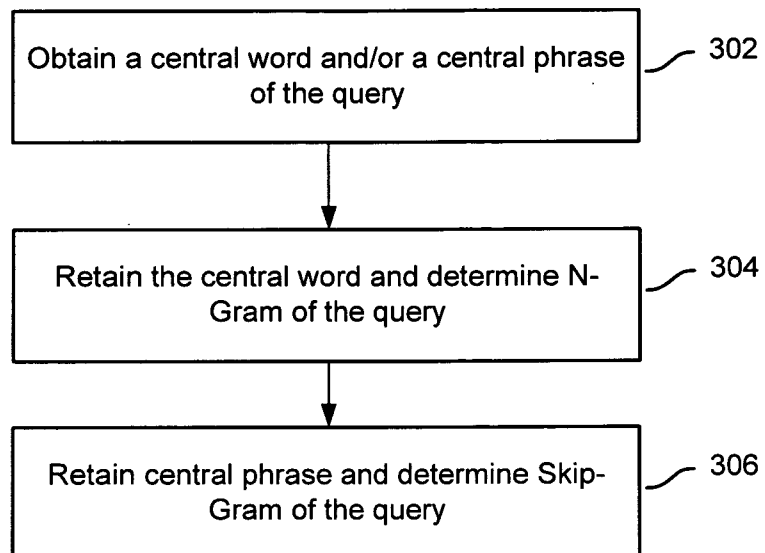 Obtain a central word and/or a central phrase
of the query
302
Retain the central word and determine N-
Gram of the query
304
Retain central phrase and determine Skip-
Gram of the query
306